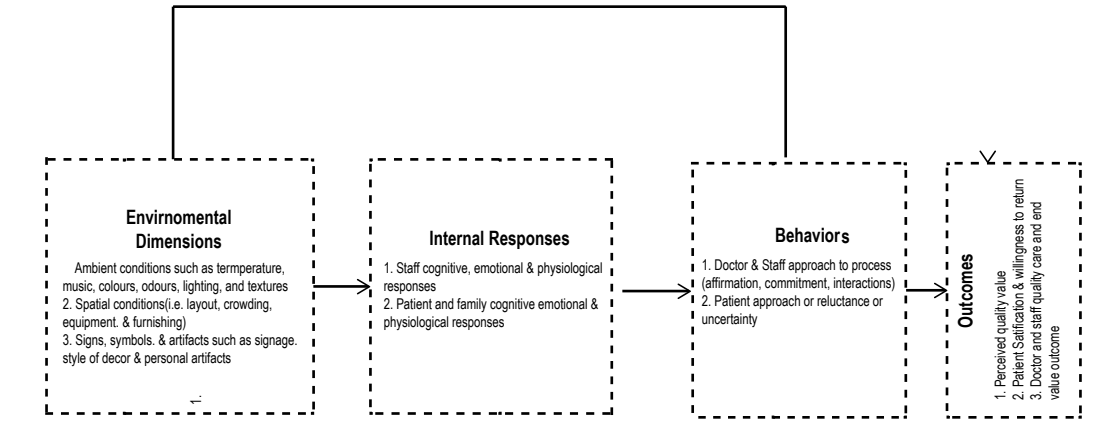 Envirnomental
Dimensions
Ambient conditions such as termperature,
music, colours, odours, lighting, and textures
2. Spatial conditions(i.e. layout, crowding,
equipment. & furnishing)
3. Signs, symbols. & artifacts such as signage.
style of decor & personal artifacts
1.
Internal Responses
1. Staff cognitive, emotional & physiological
responses
2. Patient and family cognitive emotional &
physiological responses
Behaviors
1. Doctor & Staff approach to process
(affirmation, commitment, interactions)
2. Patient approach or reluctance or
uncertainty
Outcomes
1. Perceived quality value
2. Patient Satification & willingness to return
3. Doctor and staff quality care and end
value outcome